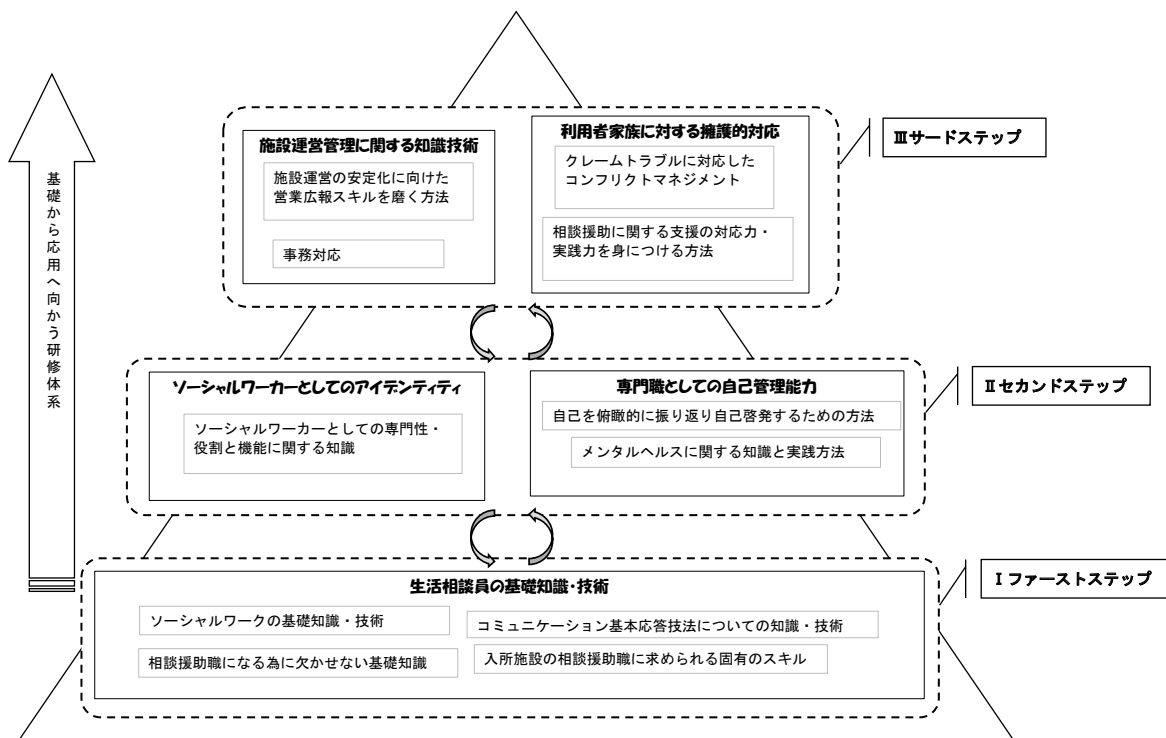 基礎から応用へ向かう研修体系
施設運営管理に関する知識技術
施設運営の安定化に向けた
営業広報スキルを磨く方法
事務対応
利用者家族に対する擁護的対応
クレームトラブルに対応した
コンフリクトマネジメント
相談援助に関する支援の対応力・
実践力を身につける方法
Ⅲサードステップ
ソーシャルワーカーとしてのアイデンティティ
ソーシャルワーカーとしての専門性・
役割と機能に関する知識
専門職としての自己管理能力
自己を俯瞰的に振り返り自己啓発するための方法
メンタルヘルスに関する知識と実践方法
Ⅱセカンドステップ
生活相談員の基礎知識・技術
ソーシャルワークの基礎知識・技術
コミュニケーション基本応答技法についての知識・技術
相談援助職になる為に欠かせない基礎知識
入所施設の相談援助職に求められる固有のスキル
Ⅰファーストステップ